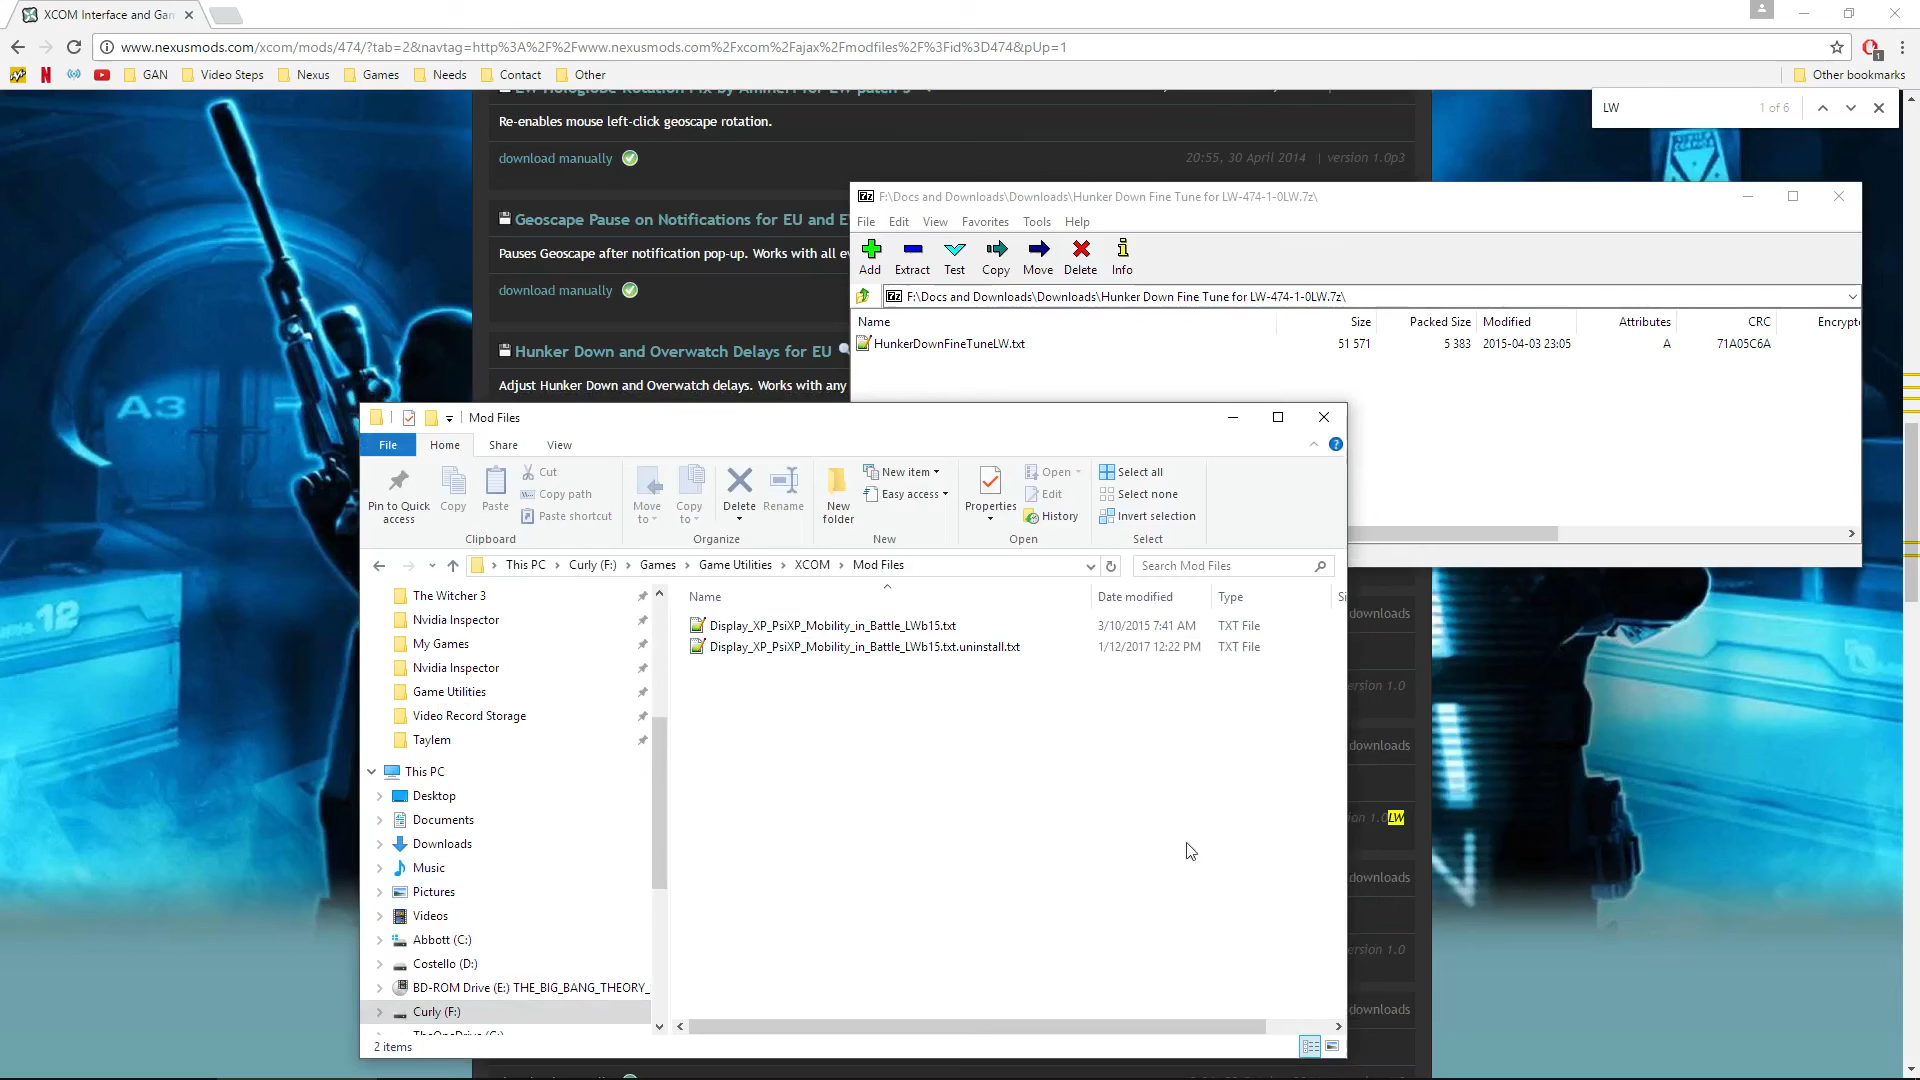 XCOM Interface and Gan
www.nexusmods.com/xcom/mods/474/?tab=2&navtag=http%3A%2F%2Fwww.nexusmods.com%2Fxcom%2Fajax%2Fmodfiles%2F%3Fid%3D474&pUp=1
GAN Video Steps Nexus Games Needs Contact Other Other bookmarks
LW 1 of 6
Re-enables mouse left-click geoscape rotation.
download manually 20:55, 30 April 2014 | version 1.0p3
Geoscape Pause on Notifications for EU and E
Pauses Geoscape after notification pop-up. Works with all e
download manually
Hunker Down and Overwatch Delays for EU
Adjust Hunker Down and Overwatch delays. Works with any
F:\Docs and Downloads\Downloads\Hunker Down Fine Tune for LW-474-1-0LW.7z\
File Edit View Favorites Tools Help
Add Extract Test Copy Move Delete Info
F:\Docs and Downloads\Downloads\Hunker Down Fine Tune for LW-474-1-0LW.7z\
Name Size Packed Size Modified Attributes CRC Encrypte
HunkerDownFineTuneLW.txt 51 571 5 383 2015-04-03 23:05 A 71A05C6A
Mod Files
File Home Share View
Pin to Quick access
Copy
Paste
Cut
Copy path
Paste shortcut
Clipboard
Move to
Copy to
Delete
Rename
Organize
New folder
New item
Easy access
New
Properties
Open
Edit
History
Open
Select all
Select none
Invert selection
Select
This PC Curly (F:) Games Game Utilities XCOM Mod Files
Search Mod Files
Name Date modified Type Si
Display_XP_PsiXP_Mobility_in_Battle_LWb15.txt 3/10/2015 7:41 AM TXT File
Display_XP_PsiXP_Mobility_in_Battle_LWb15.txt.uninstall.txt 1/12/2017 12:22 PM TXT File
The Witcher 3
Nvidia Inspector
My Games
Nvidia Inspector
Game Utilities
Video Record Storage
Taylem
This PC
Desktop
Documents
Downloads
Music
Pictures
Videos
Abbott (C:)
Costello (D:)
BD-ROM Drive (E:) THE_BIG_BANG_THEORY_
Curly (F:)
2 items
downloads
ersion 1.0
downloads
on 1.0LW
downloads
ersion 1.0
downloads
A3
12